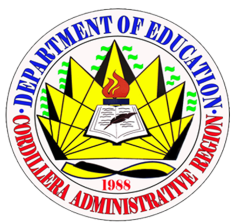 ·DEPARTMENT OF EDUCATION·
CORDILLERA ADMINISTRATIVE REGION
1988